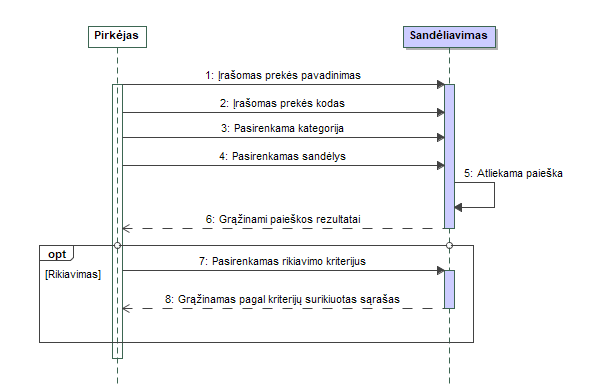 Pirkėjas
Sandėliavimas
1: Įrašomas prekės pavadinimas
2: Įrašomas prekės kodas
3: Pasirenkama kategorija
4: Pasirenkamas sandėlys
5: Atliekama paieška
6: Grąžinami paieškos rezultatai
opt
[Rikiavimas]
7: Pasirenkamas rikiavimo kriterijus
8: Grąžinamas pagal kriterijų surikiuotas sąrašas